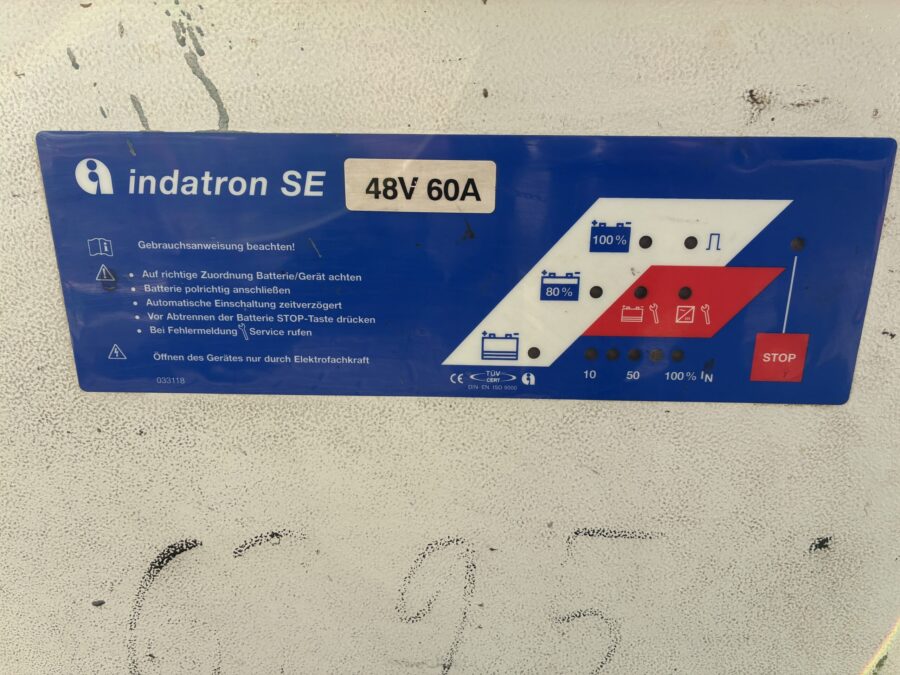 indatron SE
48V 60A
Gebrauchsanweisung beachten!
• Auf richtige Zuordnung Batterie/Gerät achten
• Batterie polrichtig anschließen
• Automatische Einschaltung zeitverzögert
• Vor Abtrennen der Batterie STOP-Taste drücken
• Bei Fehlermeldung Service rufen
Öffnen des Gerätes nur durch Elektrofachkraft
033118
100%
80%
10 50 100% IN
STOP
CE TÜV
CERT
DIN EN ISO 9000